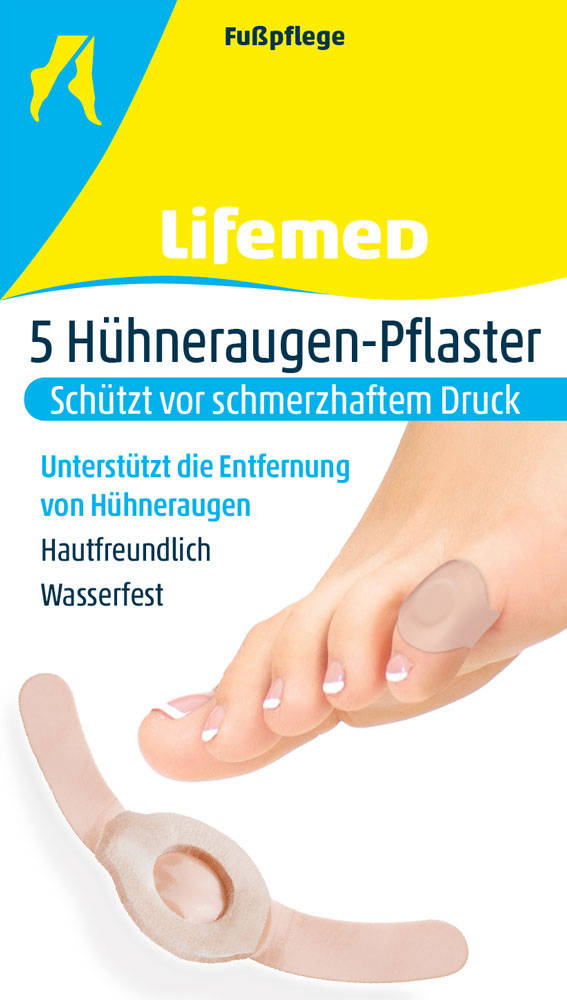 Fußpflege
Lifemed
5 Hühneraugen-Pflaster
Schützt vor schmerzhaftem Druck
Unterstützt die Entfernung
von Hühneraugen
Hautfreundlich
Wasserfest